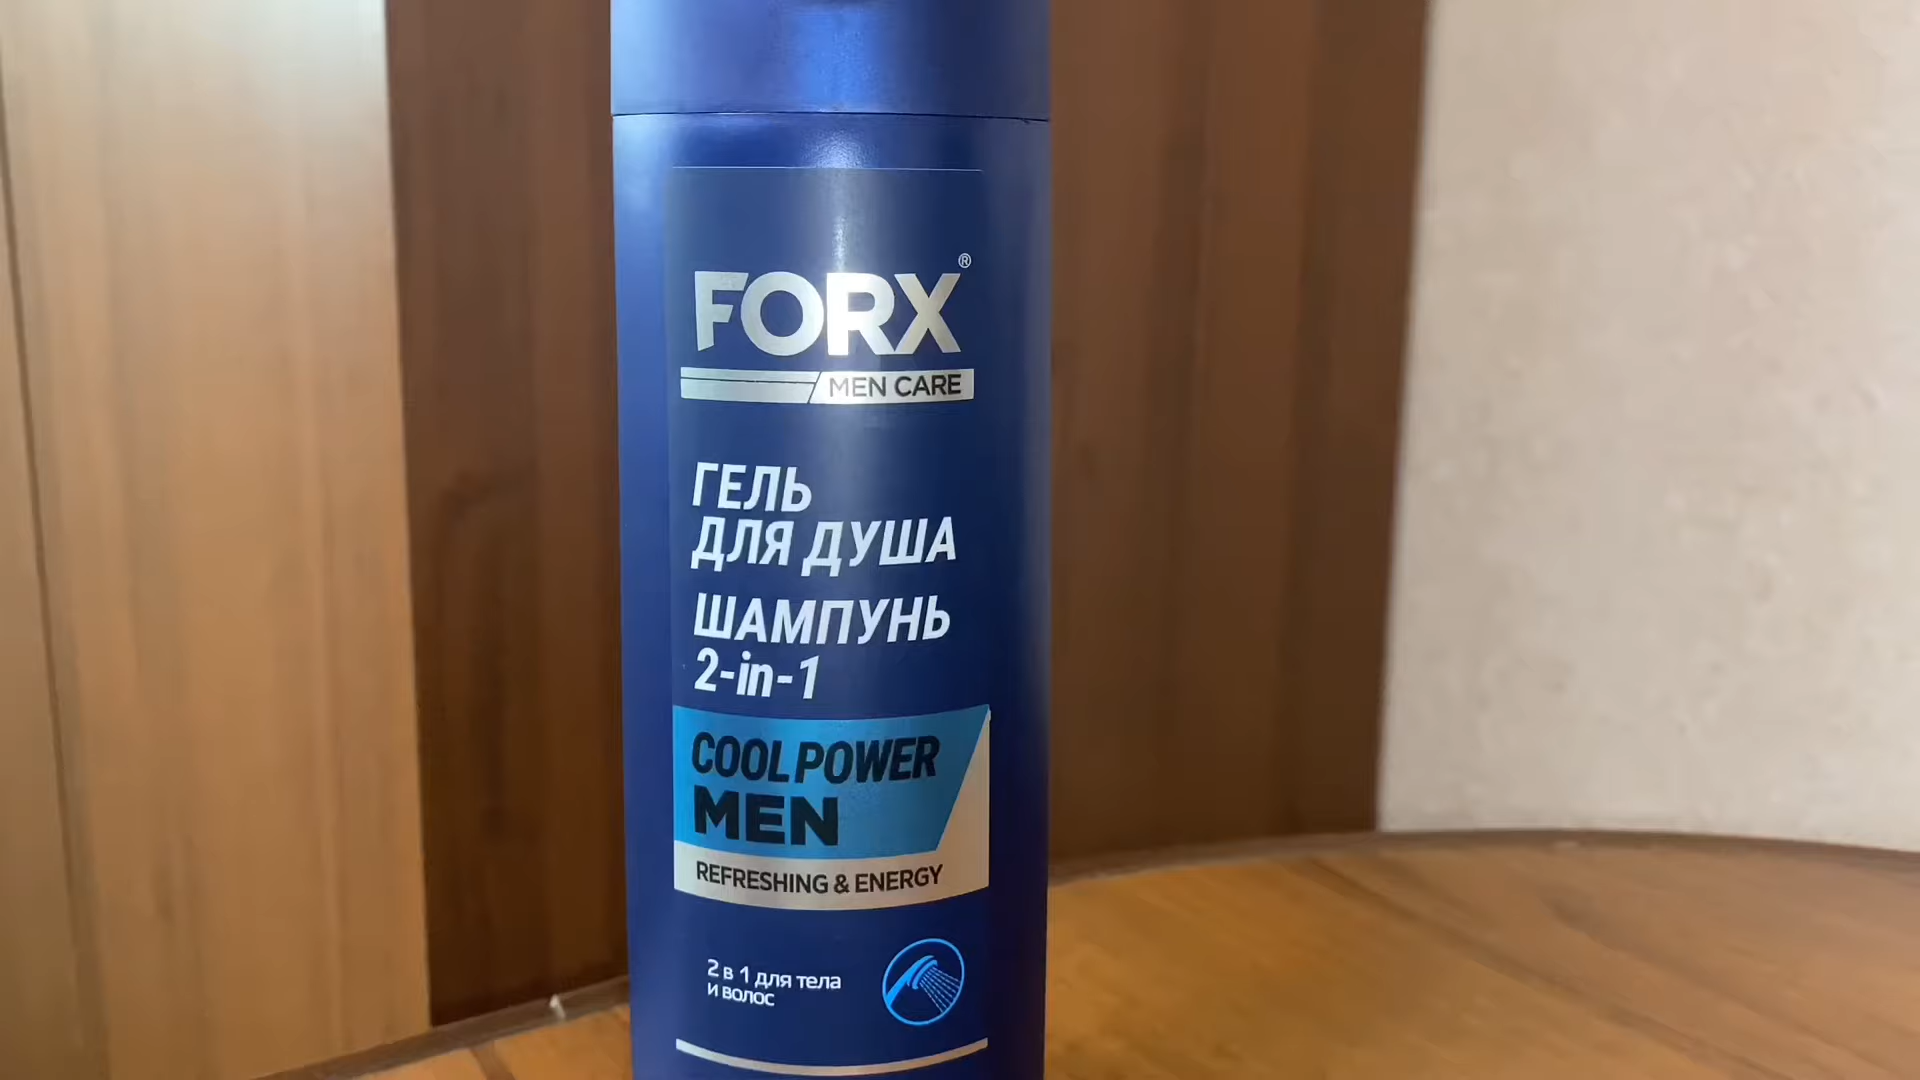 FORX®
MEN CARE
ГЕЛЬ
ДЛЯ ДУША
ШАМПУНЬ
2-in-1
COOL POWER
MEN
REFRESHING & ENERGY
2 в 1 для тела
и волос